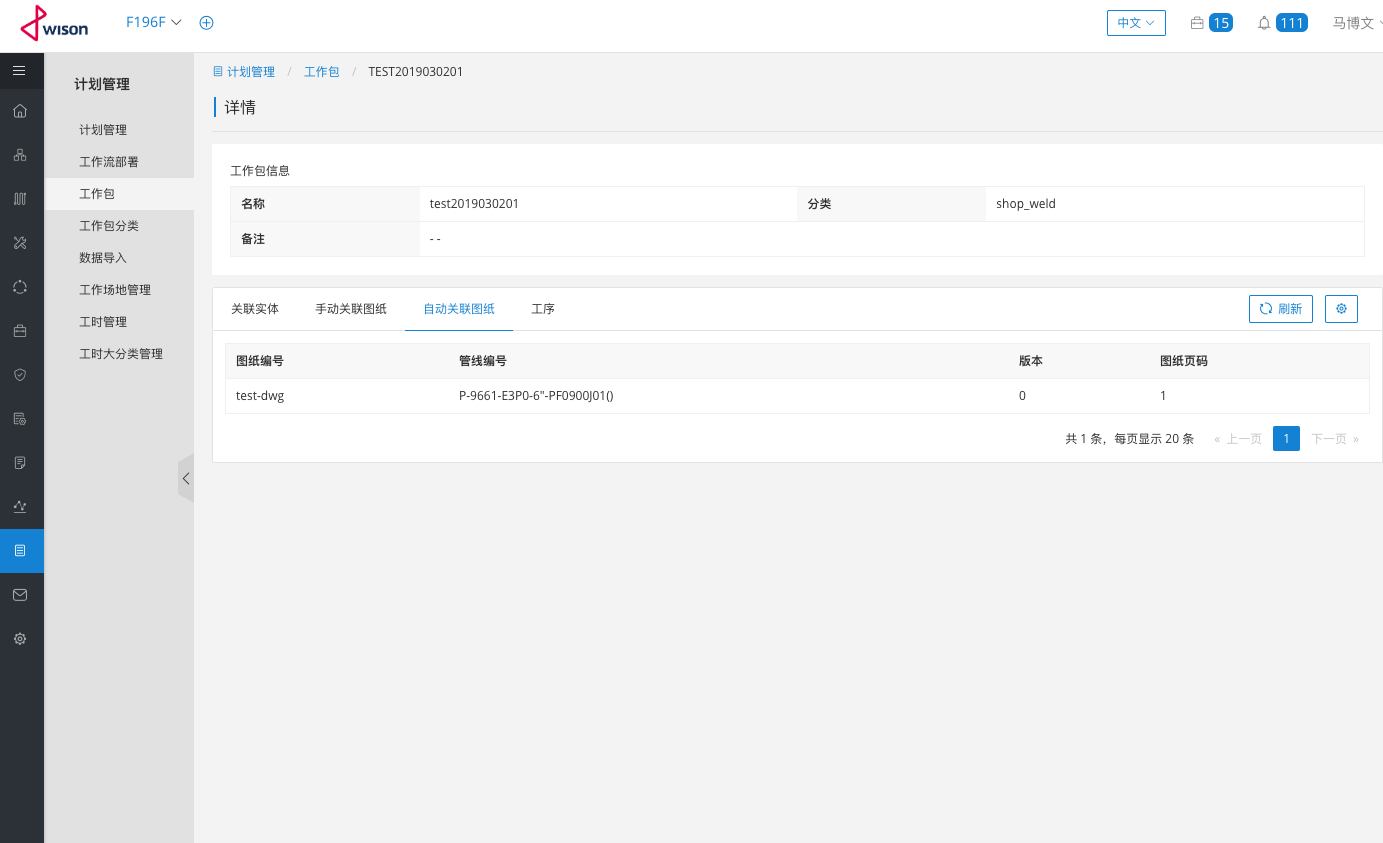 wison F196F 中文 15 111 马博文
计划管理
计划管理
工作流部署
工作包
工作包分类
数据导入
工作场地管理
工时管理
工时大分类管理
计划管理 / 工作包 / TEST2019030201
详情
工作包信息
名称 test2019030201 分类 shop_weld
备注 - -
关联实体 手动关联图纸 自动关联图纸 工序 刷新
图纸编号 管线编号 版本 图纸页码
test-dwg P-9661-E3P0-6"-PF0900J01() 0 1
共 1 条，每页显示 20 条 « 上一页 1 下一页 »